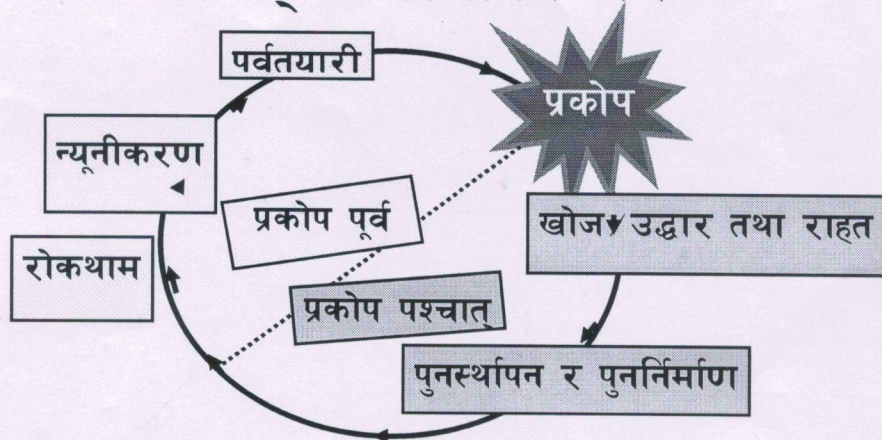 पर्वतयारी
प्रकोप
न्यूनीकरण
प्रकोप पूर्व
खोज उद्धार तथा राहत
रोकथाम
प्रकोप पश्चात्
पुनर्स्थापन र पुनर्निर्माण